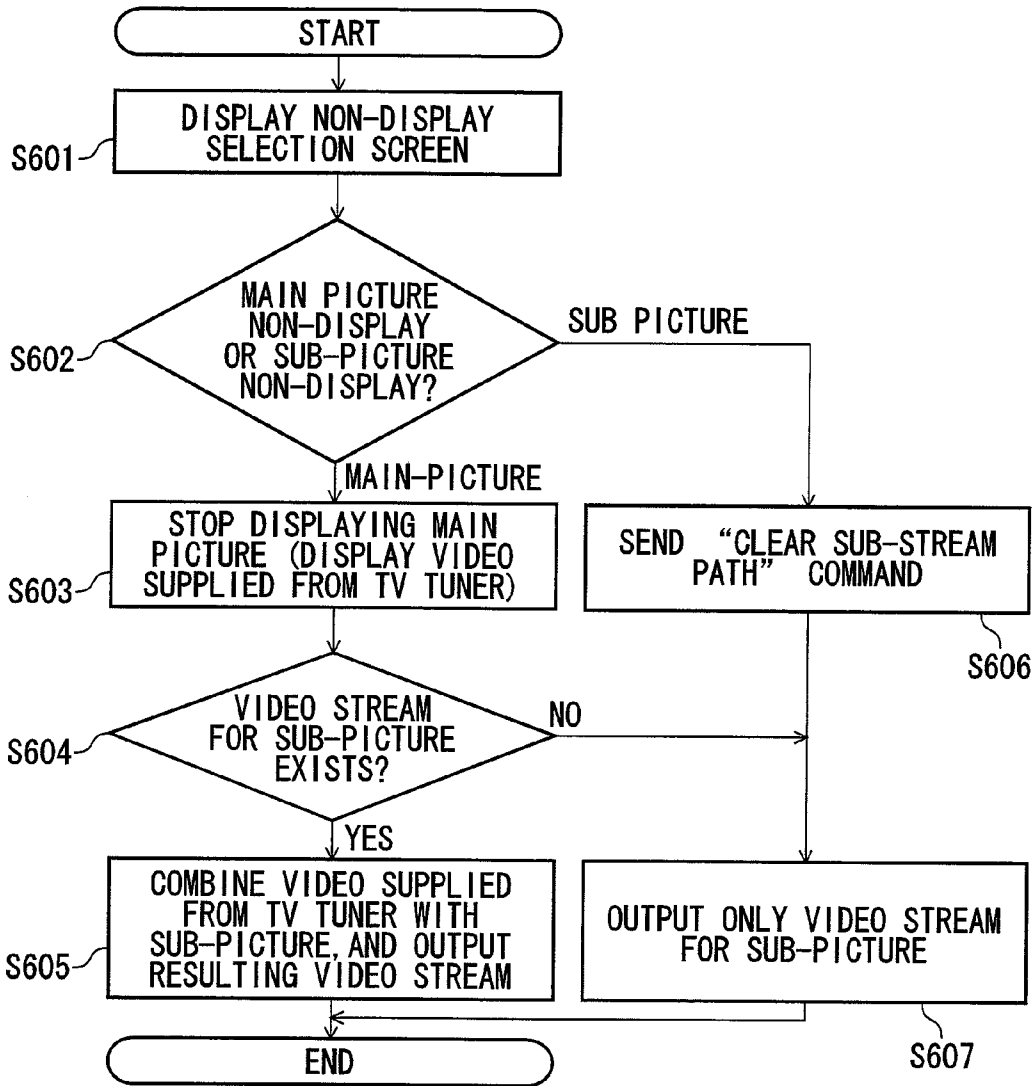 START
DISPLAY NON-DISPLAY
SELECTION SCREEN
S601
MAIN PICTURE
NON-DISPLAY
OR SUB-PICTURE
NON-DISPLAY?
S602
SUB PICTURE
MAIN-PICTURE
STOP DISPLAYING MAIN
PICTURE (DISPLAY VIDEO
SUPPLIED FROM TV TUNER)
S603
SEND “CLEAR SUB-STREAM
PATH” COMMAND
S606
VIDEO STREAM
FOR SUB-PICTURE
EXISTS?
S604
NO
YES
COMBINE VIDEO SUPPLIED
FROM TV TUNER WITH
SUB-PICTURE, AND OUTPUT
RESULTING VIDEO STREAM
S605
OUTPUT ONLY VIDEO STREAM
FOR SUB-PICTURE
S607
END